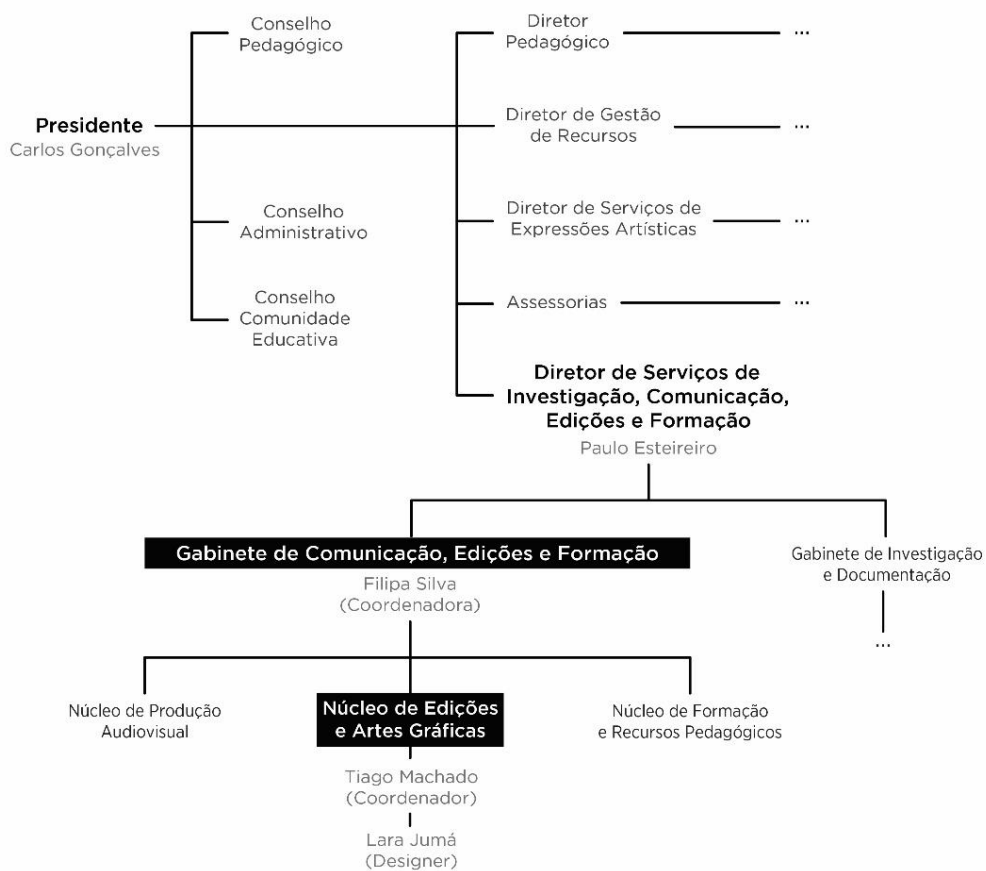 Conselho
Pedagógico
Diretor
Pedagógico
...
Presidente
Carlos Gonçalves
Diretor de Gestão
de Recursos
...
Conselho
Administrativo
Diretor de Serviços de
Expressões Artísticas
...
Conselho
Comunidade
Educativa
Assessorias
...
Diretor de Serviços de
Investigação, Comunicação,
Edições e Formação
Paulo Esteireiro
Gabinete de Comunicação, Edições e Formação
Filipa Silva
(Coordenadora)
Gabinete de Investigação
e Documentação
...
Núcleo de Produção
Audiovisual
Núcleo de Edições
e Artes Gráficas
Tiago Machado
(Coordenador)
Lara Jumá
(Designer)
Núcleo de Formação
e Recursos Pedagógicos